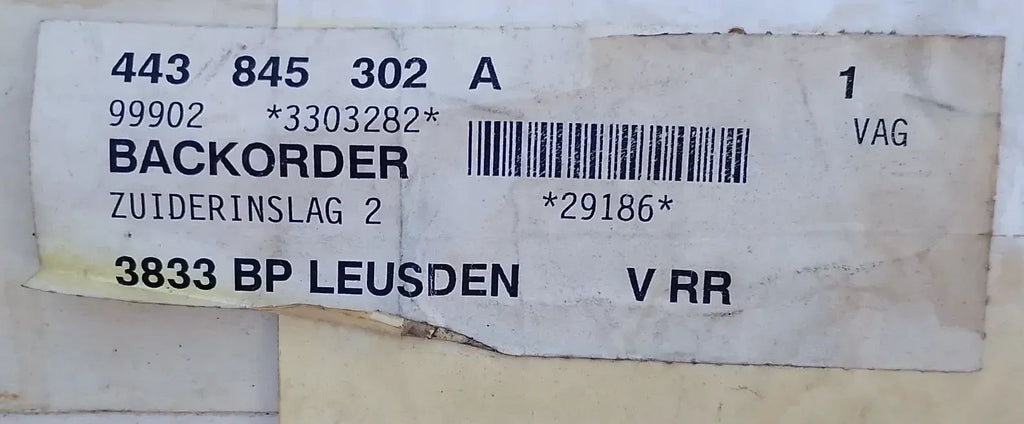 443 845 302 A 1
99902 *3303282* VAG
BACKORDER
ZUIDERINSLAG 2 *29186*
3833 BP LEUSDEN V RR